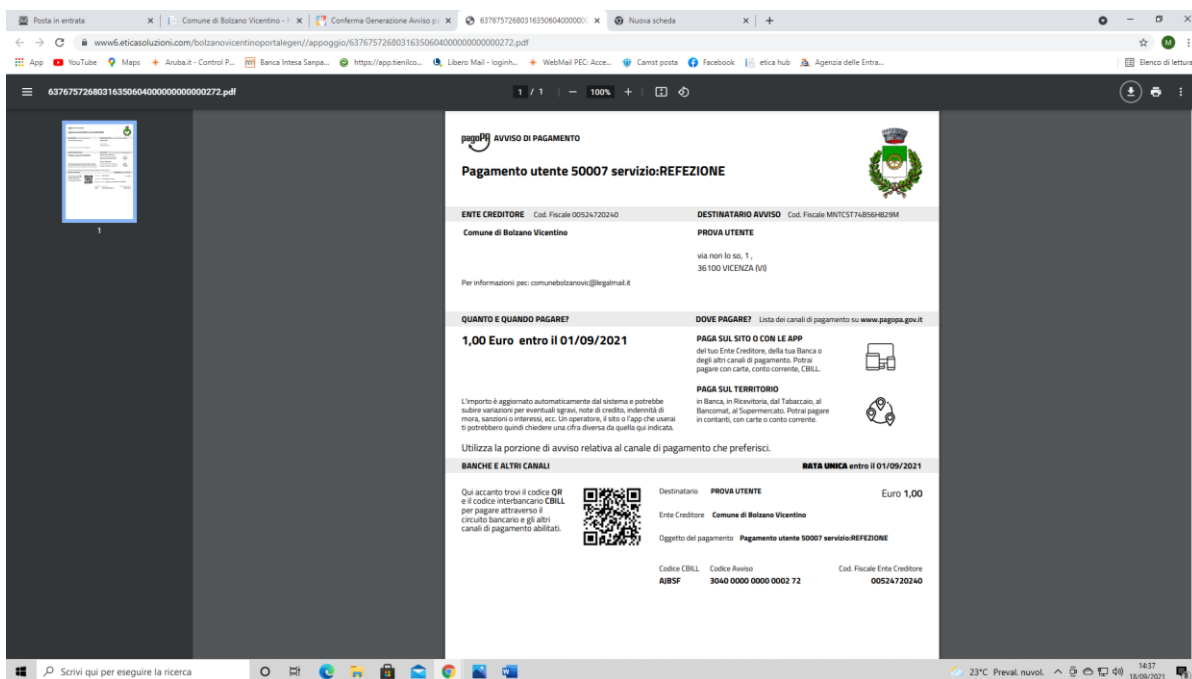 Posta in entrata
Comune di Bolzano Vicentino -
Conferma Generazione Avviso
Nuova scheda
www6.eticasoluzioni.com/bolzanovicentinoportalegen//appoggio/
App YouTube Maps Aruba.it - Control P... Banca Intesa Sanpa... https://app.tienilco... Libero Mail - loginh... WebMail PEC: Acce... Camst posta Facebook etica hub Agenzia delle Entra... Elenco di lettura
1 / 1 100%
1
pagoPA AVVISO DI PAGAMENTO
Pagamento utente 50007 servizio:REFEZIONE
ENTE CREDITORE Cod. Fiscale 00524720240
DESTINATARIO AVVISO Cod. Fiscale MNTCST74B56H829M
Comune di Bolzano Vicentino
PROVA UTENTE
via non lo so, 1 ,
36100 VICENZA (VI)
Per informazioni: pec: comunebolzanovic@legalmail.it
QUANTO E QUANDO PAGARE?
DOVE PAGARE? Lista dei canali di pagamento su www.pagopa.gov.it
1,00 Euro entro il 01/09/2021
PAGA SUL SITO O CON LE APP
del tuo Ente Creditore, della tua Banca o
degli altri canali di pagamento. Potrai
pagare con carte, conto corrente, CBILL.
PAGA SUL TERRITORIO
in Banca, in Ricevitoria, dal Tabaccaio, al
Bancomat, al Supermercato. Potrai pagare
in contanti, con carte o conto corrente.
L'importo è aggiornato automaticamente dal sistema e potrebbe
subire variazioni per eventuali sgravi, note di credito, indennità di
mora, sanzioni o interessi, ecc. Un operatore, il sito o l'app che userai
ti potrebbero quindi chiedere una cifra diversa da quella qui indicata.
Utilizza la porzione di avviso relativa al canale di pagamento che preferisci.
BANCHE E ALTRI CANALI
RATA UNICA entro il 01/09/2021
Qui accanto trovi il codice QR
e il codice interbancario CBILL
per pagare attraverso il
circuito bancario e gli altri
canali di pagamento abilitati.
Destinatario PROVA UTENTE
Euro 1,00
Ente Creditore Comune di Bolzano Vicentino
Oggetto del pagamento Pagamento utente 50007 servizio:REFEZIONE
Codice CBILL Codice Avviso Cod. Fiscale Ente Creditore
AJBSF 3040 0000 0000 0002 72 00524720240
Scrivi qui per eseguire la ricerca
23°C Preval. nuvol.
14:37
18/09/2021